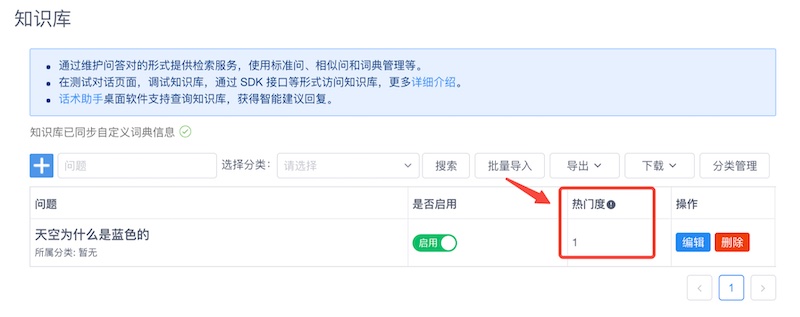 知识库
通过维护问答对的形式提供检索服务，使用标准问、相似问和词典管理等。
在测试对话页面，调试知识库，通过 SDK 接口等形式访问知识库，更多详细介绍。
话术助手桌面软件支持查询知识库，获得智能建议回复。
知识库已同步自定义词典信息
问题 选择分类： 请选择 搜索 批量导入 导出 下载 分类管理
问题 是否启用 热门度 操作
天空为什么是蓝色的
所属分类: 暂无
启用 1 编辑 删除
1